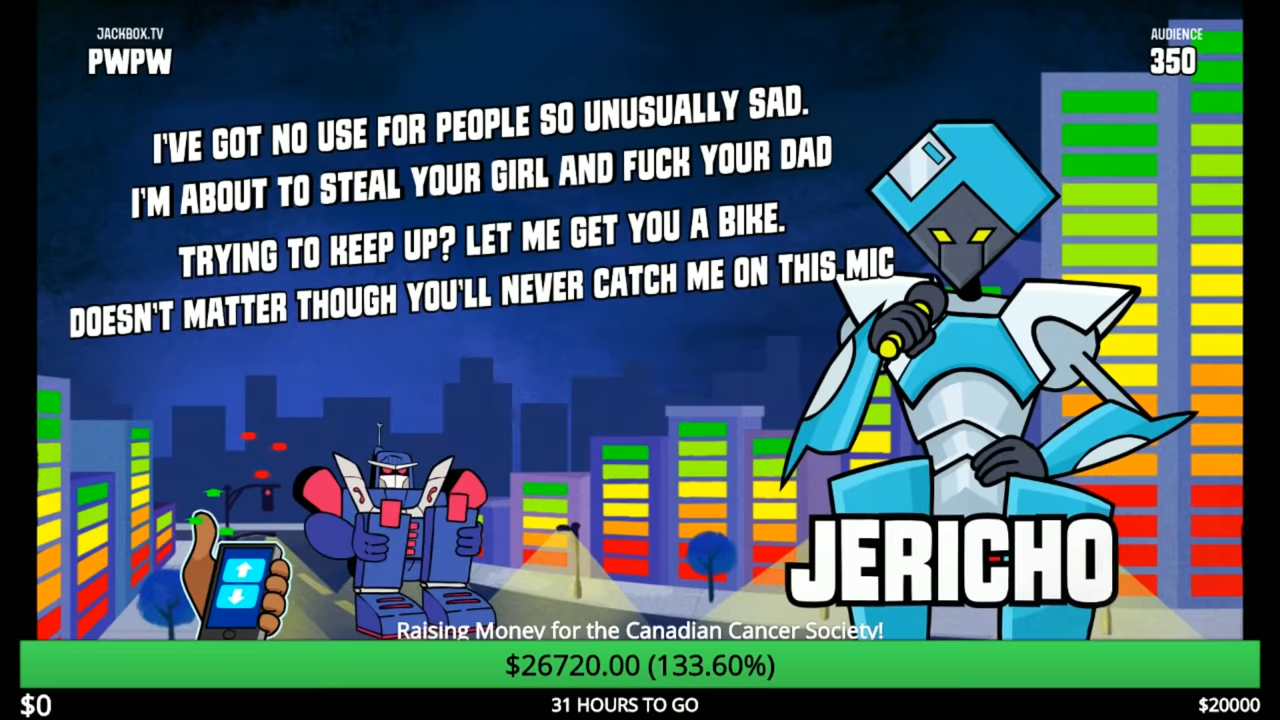 JACKBOX.TV
PWPW
AUDIENCE
350
I'VE GOT NO USE FOR PEOPLE SO UNUSUALLY SAD.
I'M ABOUT TO STEAL YOUR GIRL AND FUCK YOUR DAD
TRYING TO KEEP UP? LET ME GET YOU A BIKE.
DOESN'T MATTER THOUGH YOU'LL NEVER CATCH ME ON THIS MIC
JERICHO
Raising Money for the Canadian Cancer Society!
$26720.00 (133.60%)
$0
31 HOURS TO GO
$20000